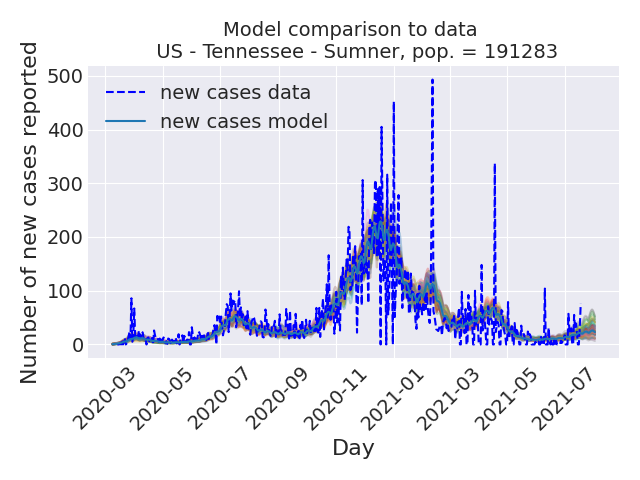 Model comparison to data
US - Tennessee - Sumner, pop. = 191283
Number of new cases reported
500
400
300
200
100
0
new cases data
new cases model
2020-03
2020-05
2020-07
2020-09
2020-11
2021-01
2021-03
2021-05
2021-07
Day